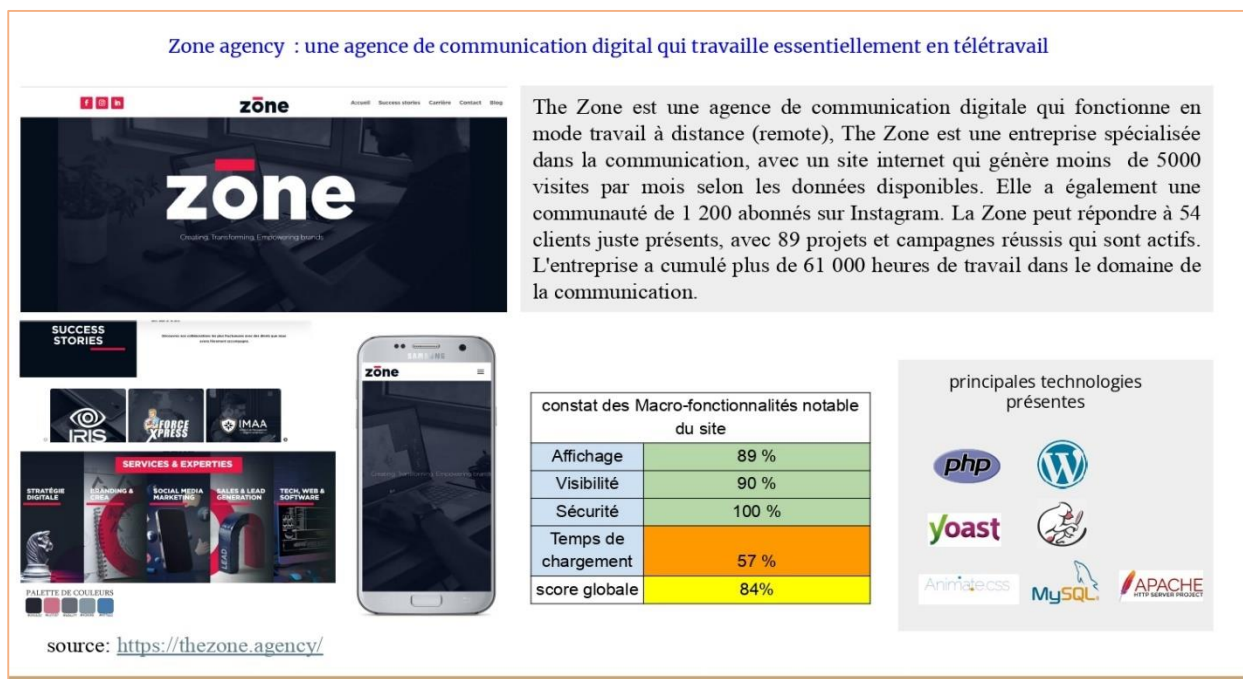 Zone agency : une agence de communication digital qui travaille essentiellement en télétravail
zōne
Accueil Success stories Carrière Contact Blog
zōne
Creating, Transforming, Empowering brands
The Zone est une agence de communication digitale qui fonctionne en
mode travail à distance (remote), The Zone est une entreprise spécialisée
dans la communication, avec un site internet qui génère moins de 5000
visites par mois selon les données disponibles. Elle a également une
communauté de 1 200 abonnés sur Instagram. La Zone peut répondre à 54
clients juste présents, avec 89 projets et campagnes réussis qui sont actifs.
L'entreprise a cumulé plus de 61 000 heures de travail dans le domaine de
la communication.
SUCCESS
STORIES
IRIS
FORCE
XPRESS
IMAA
SERVICES & EXPERTIES
STRATÉGIE
DIGITALE
BRANDING &
CREA
SOCIAL MEDIA
MARKETING
SALES & LEAD
GENERATION
TECH, WEB &
SOFTWARE
LEAD
PALETTE DE COULEURS
SAMSUNG
zōne
Creating, Transforming, Empowering brands
constat des Macro-fonctionnalités notable
du site
Affichage 89 %
Visibilité 90 %
Sécurité 100 %
Temps de
chargement 57 %
score globale 84%
principales technologies
présentes
php
yoast
Animate.css
MySQL
APACHE
HTTP SERVER PROJECT
source: https://thezone.agency/